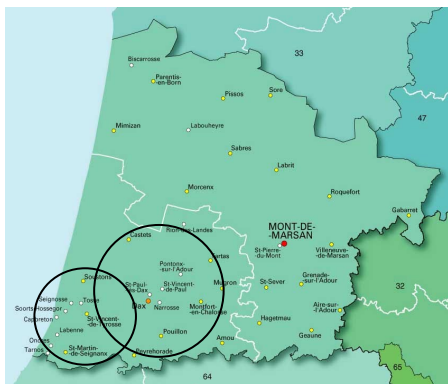 33
Biscarrosse
Parentis-
en-Born
Sore
Pissos
47
Mimizan
Labouheyre
Sabres
Labrit
Morcenx
Roquefort
Gabarret
Rion-des-Landes
MONT-DE-
-MARSAN
Castets
St-Pierre-
du-Mont
Villeneuve-
de-Marsan
32
Pontonx-
sur-l'Adour
Tartas
Soustons
St-Paul-
lès-Dax
St-Vincent-
de-Paul
Mugron
St-Sever
Grenade-
sur-l'Adour
Seignosse
Tosse
Dax
Narrosse
Montfort-
en-Chalosse
Soorts-Hossegor
Capbreton
St-Vincent-
de-Tyrosse
Aire-sur-
l'Adour
Hagetmau
Labenne
Pouillon
Geaune
Ondres
Tarnos
St-Martin-
de-Seignanx
Peyrehorade
Amou
64
65